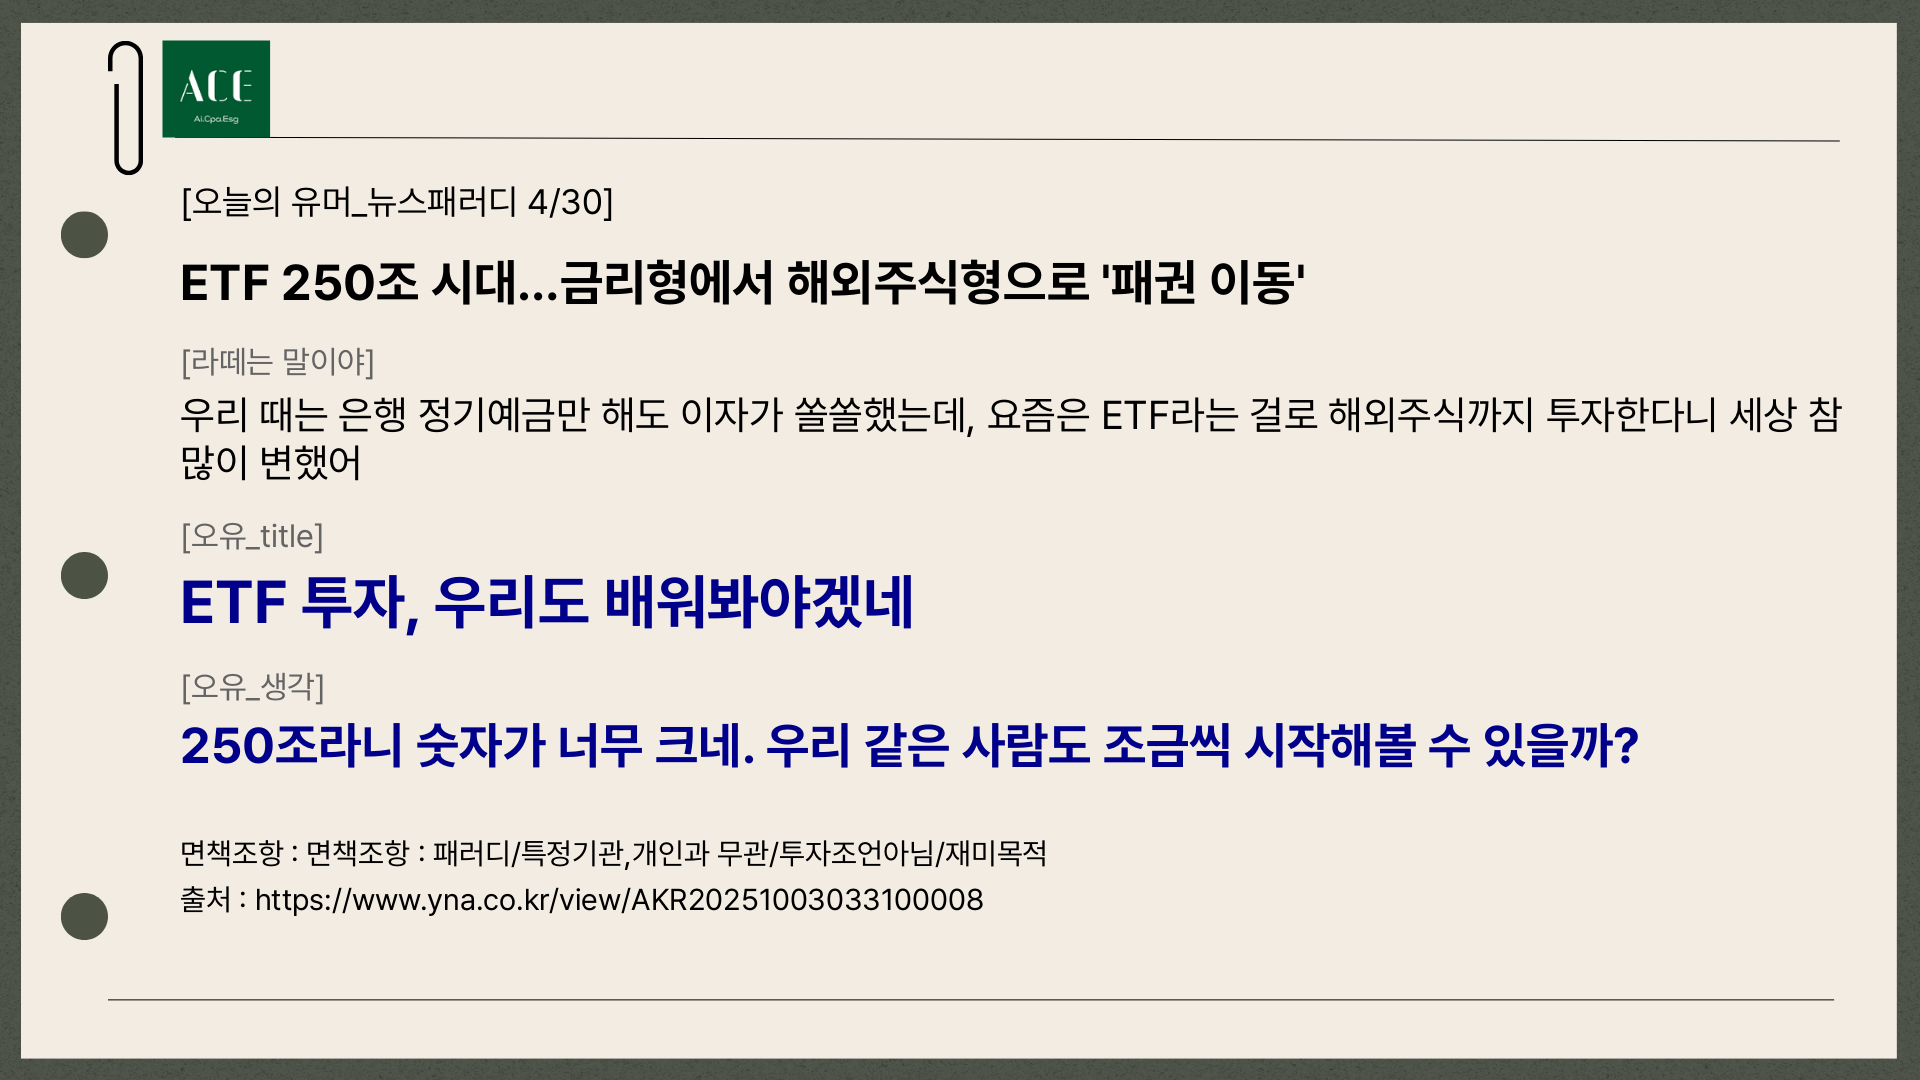 ACE
Ai.Cpa.Esg
[오늘의 유머_뉴스패러디 4/30]
ETF 250조 시대...금리형에서 해외주식형으로 '패권 이동'
[라떼는 말이야]
우리 때는 은행 정기예금만 해도 이자가 쏠쏠했는데, 요즘은 ETF라는 걸로 해외주식까지 투자한다니 세상 참
많이 변했어
[오유_title]
ETF 투자, 우리도 배워봐야겠네
[오유_생각]
250조라니 숫자가 너무 크네. 우리 같은 사람도 조금씩 시작해볼 수 있을까?
면책조항 : 면책조항 : 패러디/특정기관,개인과 무관/투자조언아님/재미목적
출처 : https://www.yna.co.kr/view/AKR20251003033100008